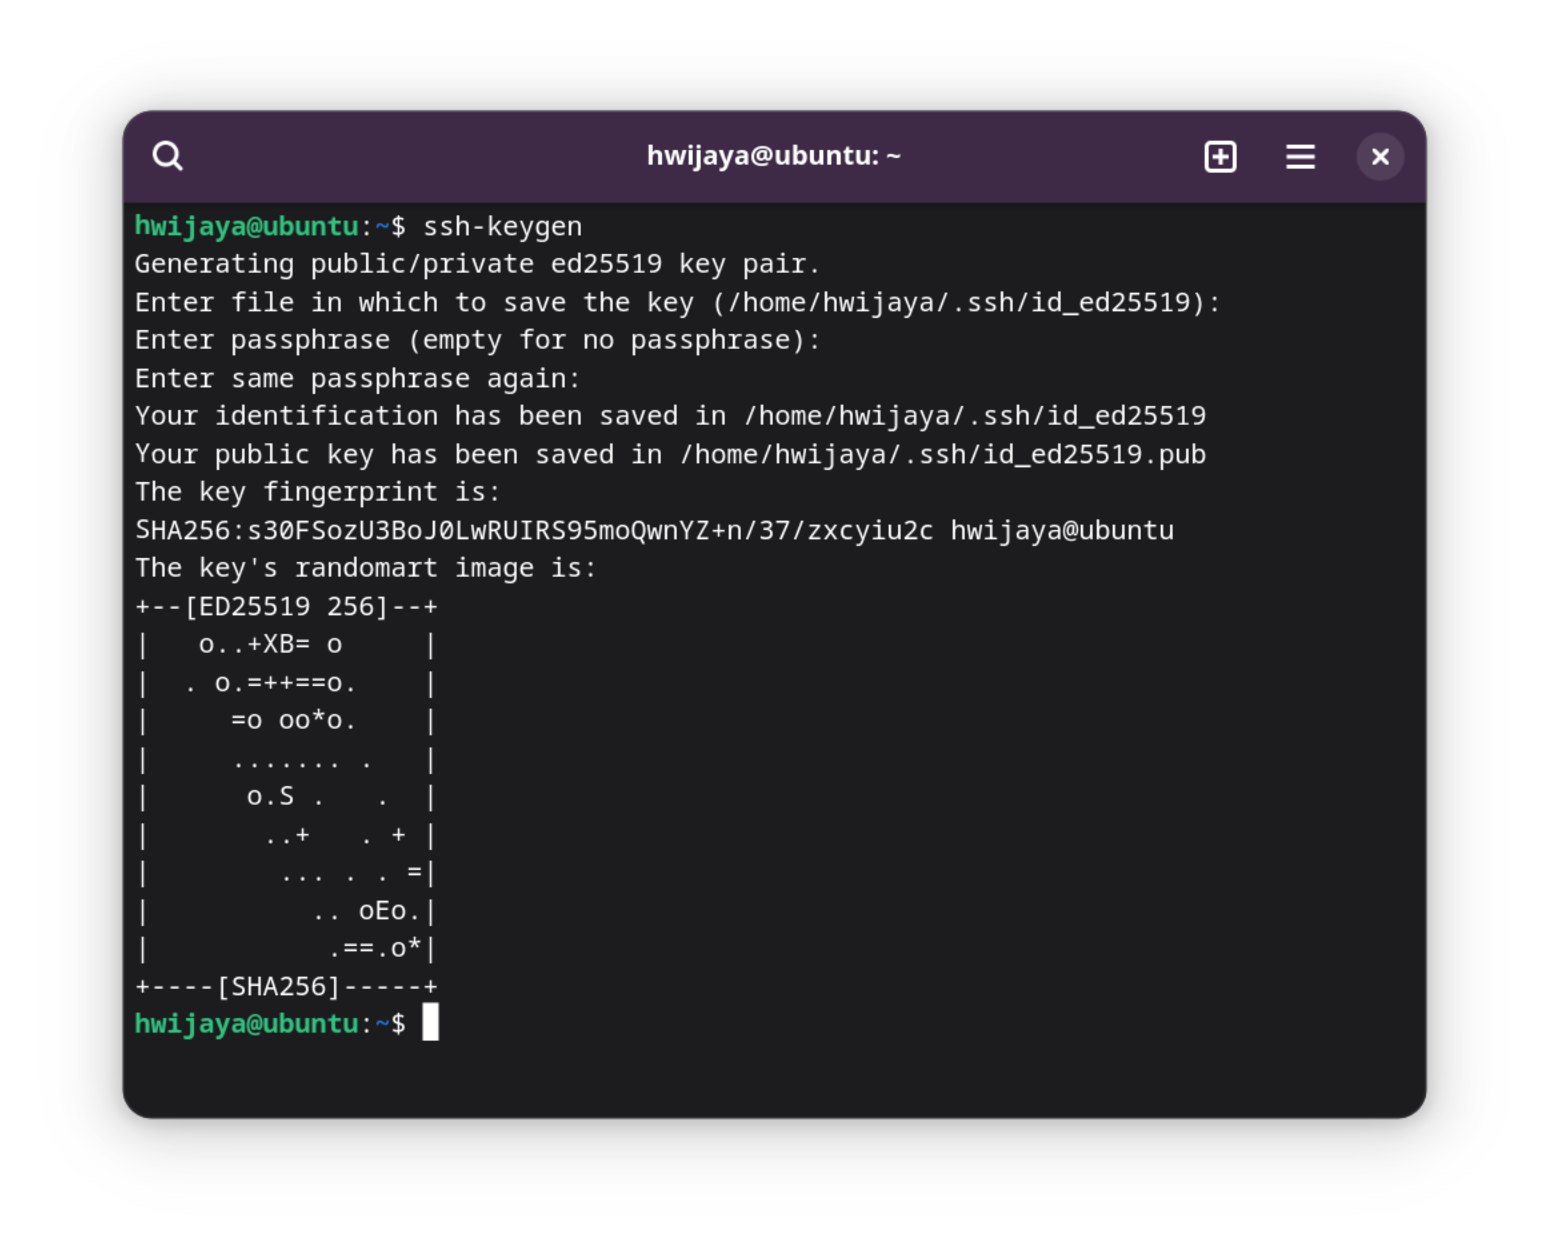 hwijaya@ubuntu: ~
hwijaya@ubuntu:~$ ssh-keygen
Generating public/private ed25519 key pair.
Enter file in which to save the key (/home/hwijaya/.ssh/id_ed25519):
Enter passphrase (empty for no passphrase):
Enter same passphrase again:
Your identification has been saved in /home/hwijaya/.ssh/id_ed25519
Your public key has been saved in /home/hwijaya/.ssh/id_ed25519.pub
The key fingerprint is:
SHA256:s30FSozU3BoJ0LwRUIRS95moQwnYZ+n/37/zxcyiu2c hwijaya@ubuntu
The key's randomart image is:
+--[ED25519 256]--+
|   o..+XB= o     |
|  . o.=++==o.    |
|     =o oo*o.    |
|     ....... .   |
|      o.S .   .  |
|       ..+   . + |
|        ... . . =|
|          .. oEo.|
|           .==.o*|
+----[SHA256]-----+
hwijaya@ubuntu:~$